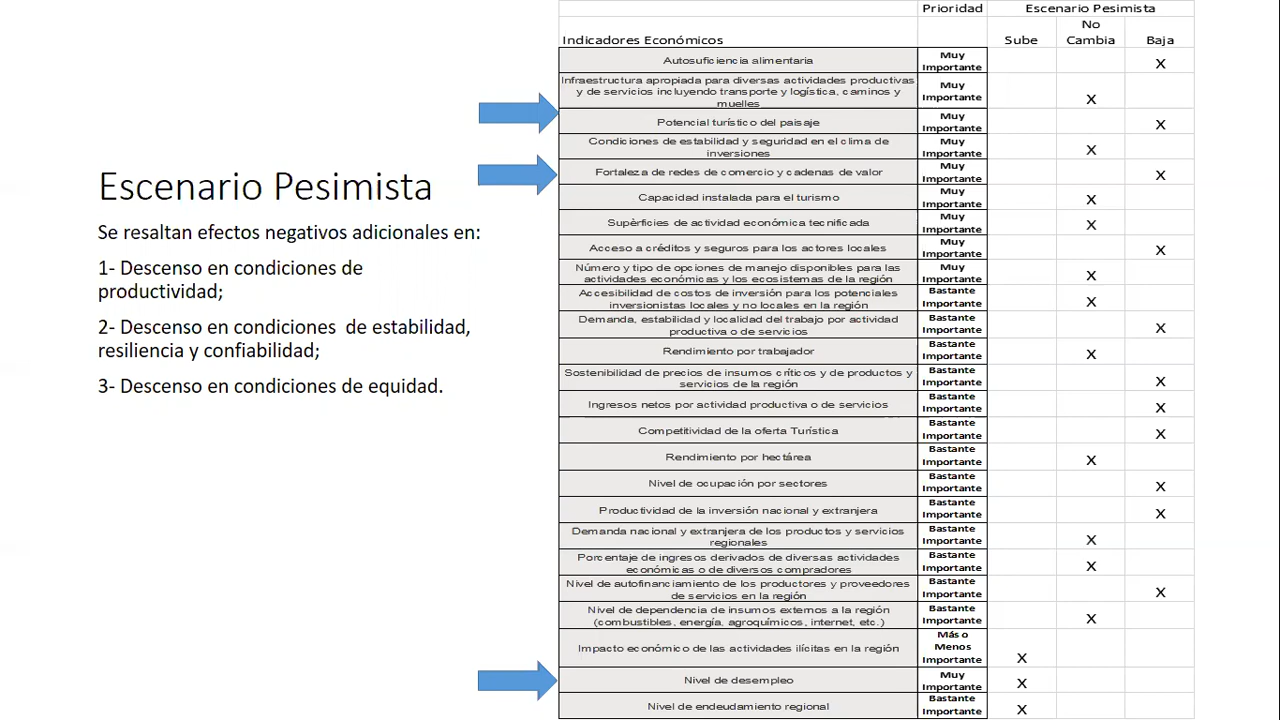 Escenario Pesimista
Se resaltan efectos negativos adicionales en:
1- Descenso en condiciones de
productividad;
2- Descenso en condiciones de estabilidad,
resiliencia y confiabilidad;
3- Descenso en condiciones de equidad.
Prioridad Escenario Pesimista
No
Indicadores Económicos Sube Cambia Baja
Autosuficiencia alimentaria
Muy
Importante
X
Infraestructura apropiada para diversas actividades productivas
y de servicios incluyendo transporte y logística, caminos y
muelles
Muy
Importante
X
Potencial turístico del paisaje
Muy
Importante
X
Condiciones de estabilidad y seguridad en el clima de
inversiones
Muy
Importante
X
Fortaleza de redes de comercio y cadenas de valor
Muy
Importante
X
Capacidad instalada para el turismo
Muy
Importante
X
Supèrficies de actividad económica tecnificada
Muy
Importante
X
Acceso a créditos y seguros para los actores locales
Muy
Importante
X
Número y tipo de opciones de manejo disponibles para las
actividades económicas y los ecosistemas de la región
Muy
Importante
X
Accesibilidad de costos de inversión para los potenciales
inversionistas locales y no locales en la región
Bastante
Importante
X
Demanda, estabilidad y localidad del trabajo por actividad
productiva o de servicios
Bastante
Importante
X
Rendimiento por trabajador
Bastante
Importante
X
Sostenibilidad de precios de insumos críticos y de productos y
servicios de la región
Bastante
Importante
X
Ingresos netos por actividad productiva o de servicios
Bastante
Importante
X
Competitividad de la oferta Turística
Bastante
Importante
X
Rendimiento por hectárea
Bastante
Importante
X
Nivel de ocupación por sectores
Bastante
Importante
X
Productividad de la inversión nacional y extranjera
Bastante
Importante
X
Demanda nacional y extranjera de los productos y servicios
regionales
Bastante
Importante
X
Porcentaje de ingresos derivados de diversas actividades
económicas o de diversos compradores
Bastante
Importante
X
Nivel de autofinanciamiento de los productores y proveedores
de servicios en la región
Bastante
Importante
X
Nivel de dependencia de insumos externos a la región
(combustibles, energía, agroquímicos, internet, etc.)
Bastante
Importante
X
Impacto económico de las actividades ilícitas en la región
Más o
Menos
Importante
X
Nivel de desempleo
Muy
Importante
X
Nivel de endeudamiento regional
Bastante
Importante
X